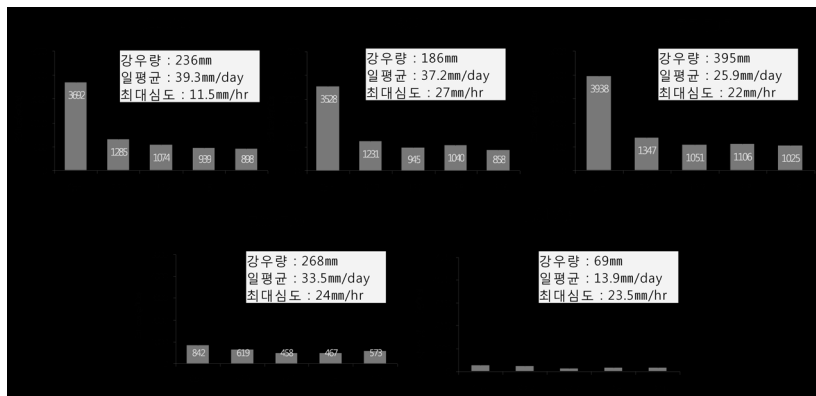 강우량 : 236㎜
일평균 : 39.3㎜/day
최대심도 : 11.5㎜/hr
3692
1285
1074
939
898
강우량 : 186㎜
일평균 : 37.2㎜/day
최대심도 : 27㎜/hr
3528
1231
945
1040
858
강우량 : 395㎜
일평균 : 25.9㎜/day
최대심도 : 22㎜/hr
3938
1347
1051
1106
1025
강우량 : 268㎜
일평균 : 33.5㎜/day
최대심도 : 24㎜/hr
842
619
458
467
573
강우량 : 69㎜
일평균 : 13.9㎜/day
최대심도 : 23.5㎜/hr